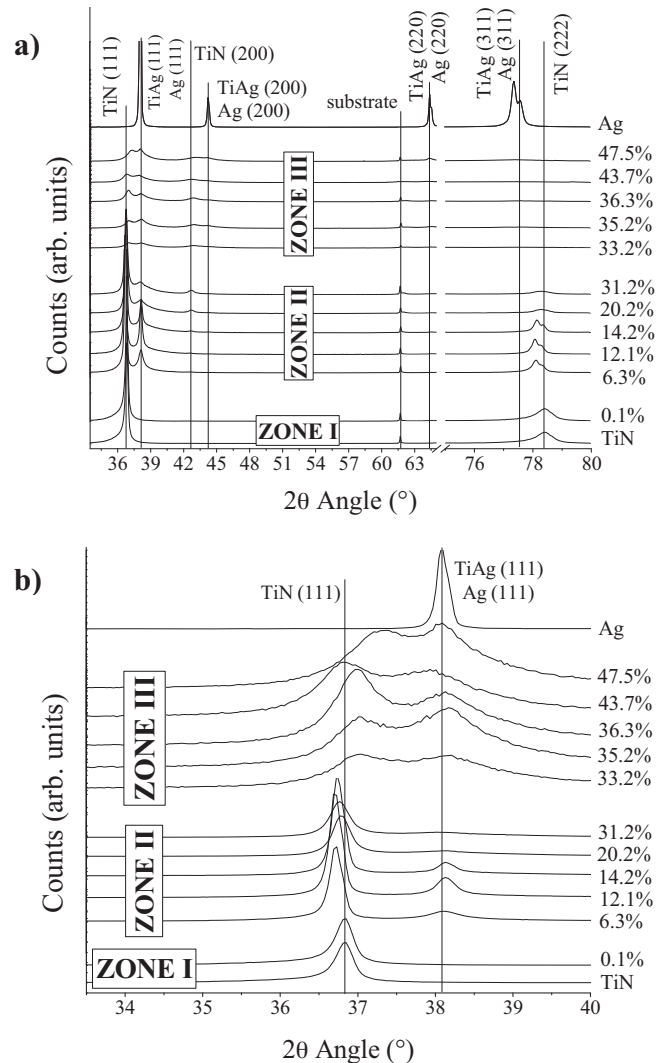 a)
TiN (111)
TiAg (111)
Ag (111)
TiN (200)
TiAg (200)
Ag (200)
substrate
TiAg (220)
Ag (220)
TiAg (311)
Ag (311)
TiN (222)
Counts (arb. units)
ZONE III
ZONE II
ZONE I
Ag
47.5%
43.7%
36.3%
35.2%
33.2%
31.2%
20.2%
14.2%
12.1%
6.3%
0.1%
TiN
36 39 42 45 48 51 54 57 60 63 76 78 80
2θ Angle (°)
b)
TiN (111)
TiAg (111)
Ag (111)
Counts (arb. units)
ZONE III
ZONE II
ZONE I
Ag
47.5%
43.7%
36.3%
35.2%
33.2%
31.2%
20.2%
14.2%
12.1%
6.3%
0.1%
TiN
34 35 36 37 38 39 40
2θ Angle (°)